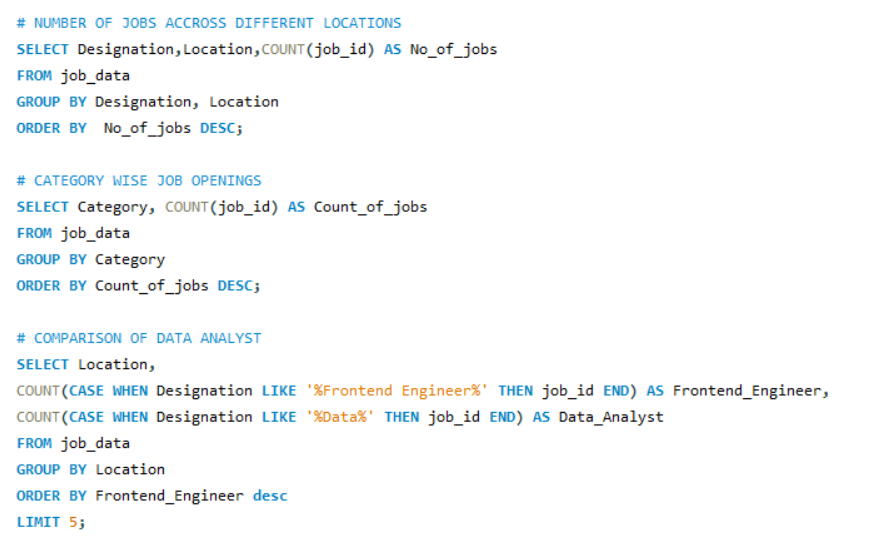 # NUMBER OF JOBS ACCROSS DIFFERENT LOCATIONS
SELECT Designation,Location,COUNT(job_id) AS No_of_jobs
FROM job_data
GROUP BY Designation, Location
ORDER BY  No_of_jobs DESC;
# CATEGORY WISE JOB OPENINGS
SELECT Category, COUNT(job_id) AS Count_of_jobs
FROM job_data
GROUP BY Category
ORDER BY Count_of_jobs DESC;
# COMPARISON OF DATA ANALYST
SELECT Location,
COUNT(CASE WHEN Designation LIKE '%Frontend Engineer%' THEN job_id END) AS Frontend_Engineer,
COUNT(CASE WHEN Designation LIKE '%Data%' THEN job_id END) AS Data_Analyst
FROM job_data
GROUP BY Location
ORDER BY Frontend_Engineer desc
LIMIT 5;